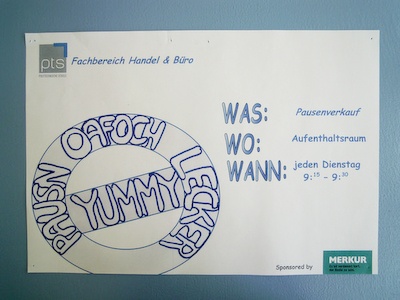 pts
Fachbereich Handel & Büro
PAUSN OAFOCH LECKER
YUMMY
WAS: Pausenverkauf
WO: Aufenthaltsraum
WANN: jeden Dienstag
9:15 - 9:30
Sponsored by
MERKUR